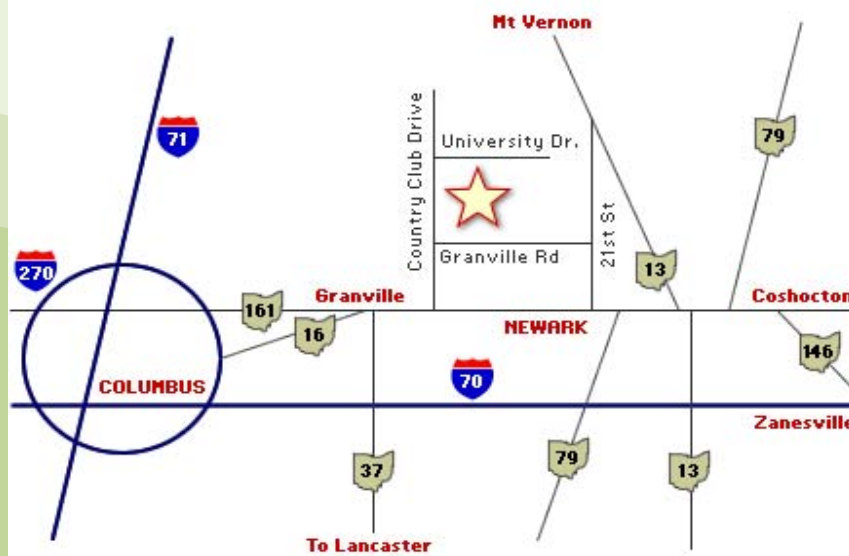 Mt Vernon
71
79
Country Club Drive
University Dr.
21st St
Granville Rd
270
13
161
Granville
Coshocton
16
NEWARK
146
COLUMBUS
70
Zanesville
37
79
13
To Lancaster